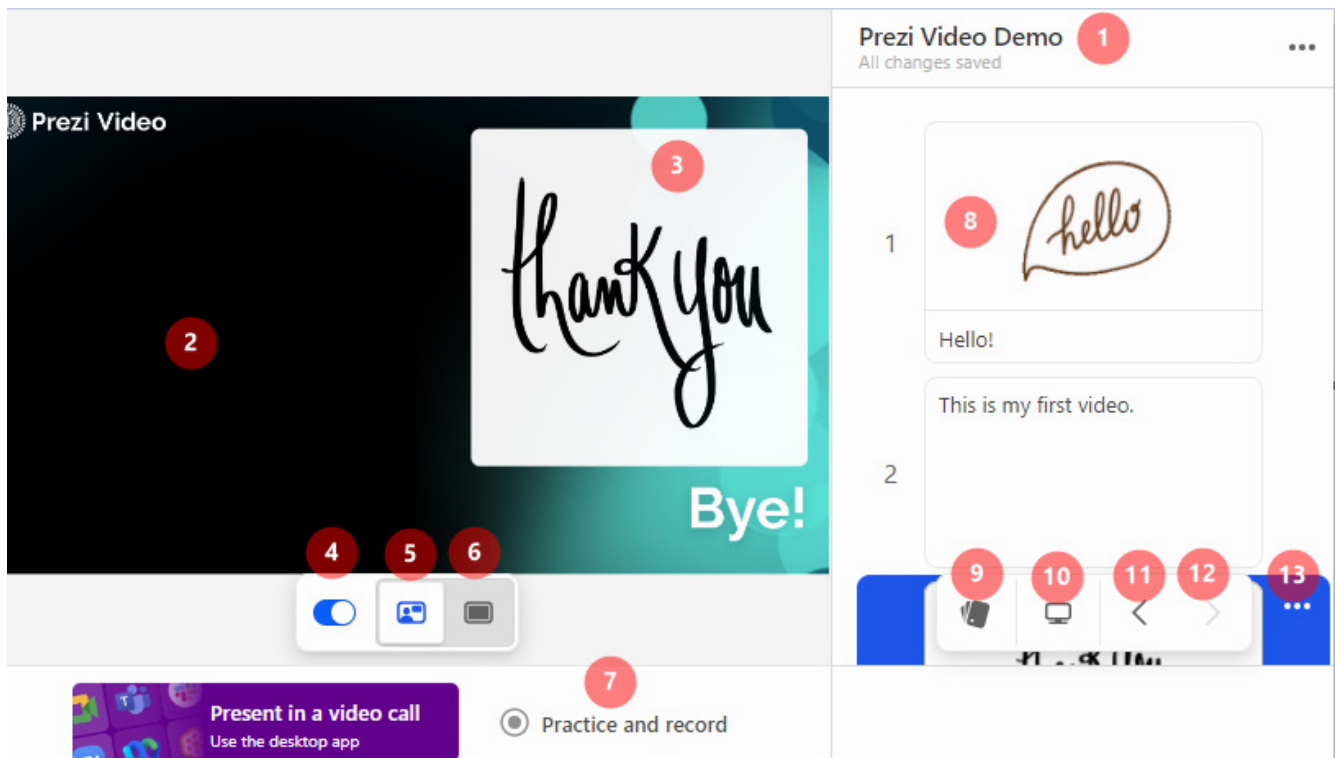 Prezi Video Demo 1
All changes saved
Prezi Video
3
thank you
2
Bye!
4 5 6
8
hello
1
Hello!
This is my first video.
2
9 10 11 12 13
7
Present in a video call
Use the desktop app
Practice and record